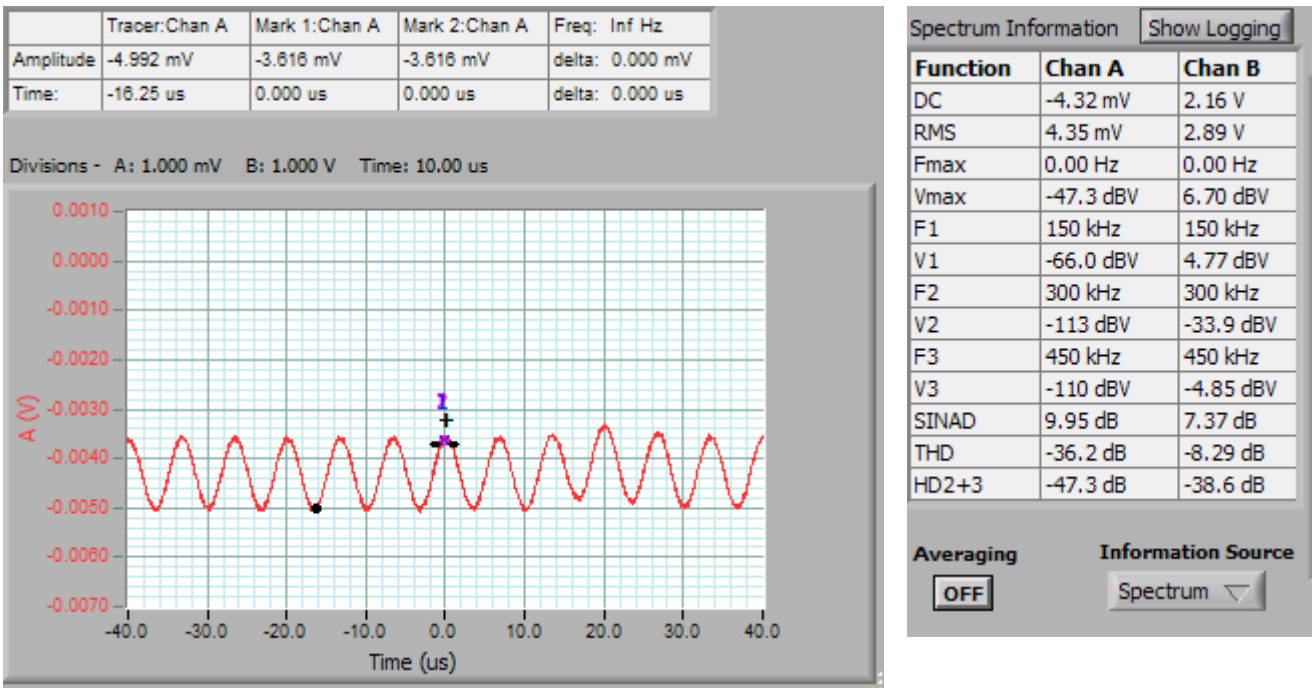 Tracer:Chan A Mark 1:Chan A Mark 2:Chan A Freq: Inf Hz
Amplitude -4.992 mV -3.616 mV -3.616 mV delta: 0.000 mV
Time: -16.25 us 0.000 us 0.000 us delta: 0.000 us
Divisions - A: 1.000 mV B: 1.000 V Time: 10.00 us
0.0010
0.0000
-0.0010
-0.0020
-0.0030
-0.0040
-0.0050
-0.0060
-0.0070
A (V)
1
-40.0 -30.0 -20.0 -10.0 0.0 10.0 20.0 30.0 40.0
Time (us)
Spectrum Information Show Logging
Function Chan A Chan B
DC -4.32 mV 2.16 V
RMS 4.35 mV 2.89 V
Fmax 0.00 Hz 0.00 Hz
Vmax -47.3 dBV 6.70 dBV
F1 150 kHz 150 kHz
V1 -66.0 dBV 4.77 dBV
F2 300 kHz 300 kHz
V2 -113 dBV -33.9 dBV
F3 450 kHz 450 kHz
V3 -110 dBV -4.85 dBV
SINAD 9.95 dB 7.37 dB
THD -36.2 dB -8.29 dB
HD2+3 -47.3 dB -38.6 dB
Averaging Information Source
OFF Spectrum